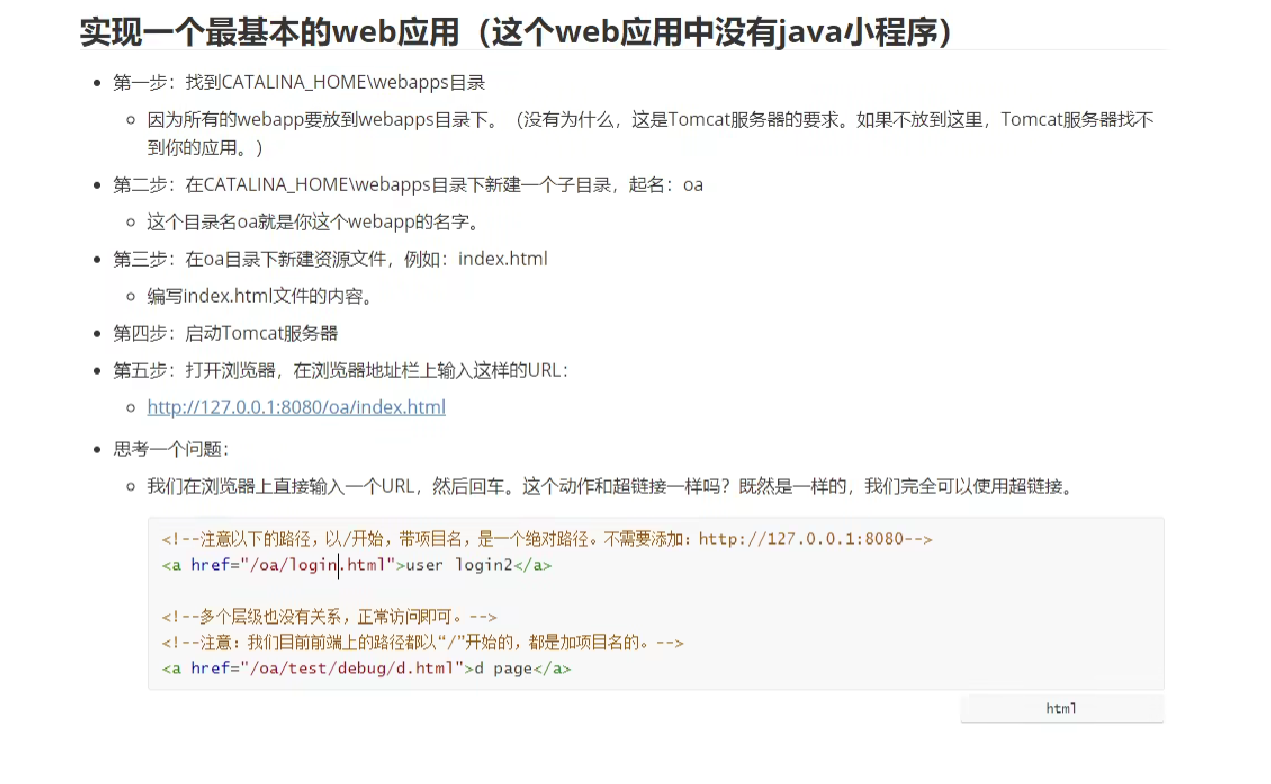 实现一个最基本的web应用（这个web应用中没有java小程序）
第一步：找到CATALINA_HOME\webapps目录
因为所有的webapp要放到webapps目录下。（没有为什么，这是Tomcat服务器的要求。如果不放到这里，Tomcat服务器找不
到你的应用。）
第二步：在CATALINA_HOME\webapps目录下新建一个子目录，起名：oa
这个目录名oa就是你这个webapp的名字。
第三步：在oa目录下新建资源文件，例如：index.html
编写index.html文件的内容。
第四步：启动Tomcat服务器
第五步：打开浏览器，在浏览器地址栏上输入这样的URL：
http://127.0.0.1:8080/oa/index.html
思考一个问题：
我们在浏览器上直接输入一个URL，然后回车。这个动作和超链接一样吗？既然是一样的，我们完全可以使用超链接。
<!--注意以下的路径，以/开始，带项目名，是一个绝对路径。不需要添加：http://127.0.0.1:8080-->
<a href="/oa/login.html">user login2</a>
<!--多个层级也没有关系，正常访问即可。-->
<!--注意：我们目前前端上的路径都以“/”开始的，都是加项目名的。-->
<a href="/oa/test/debug/d.html">d page</a>
html